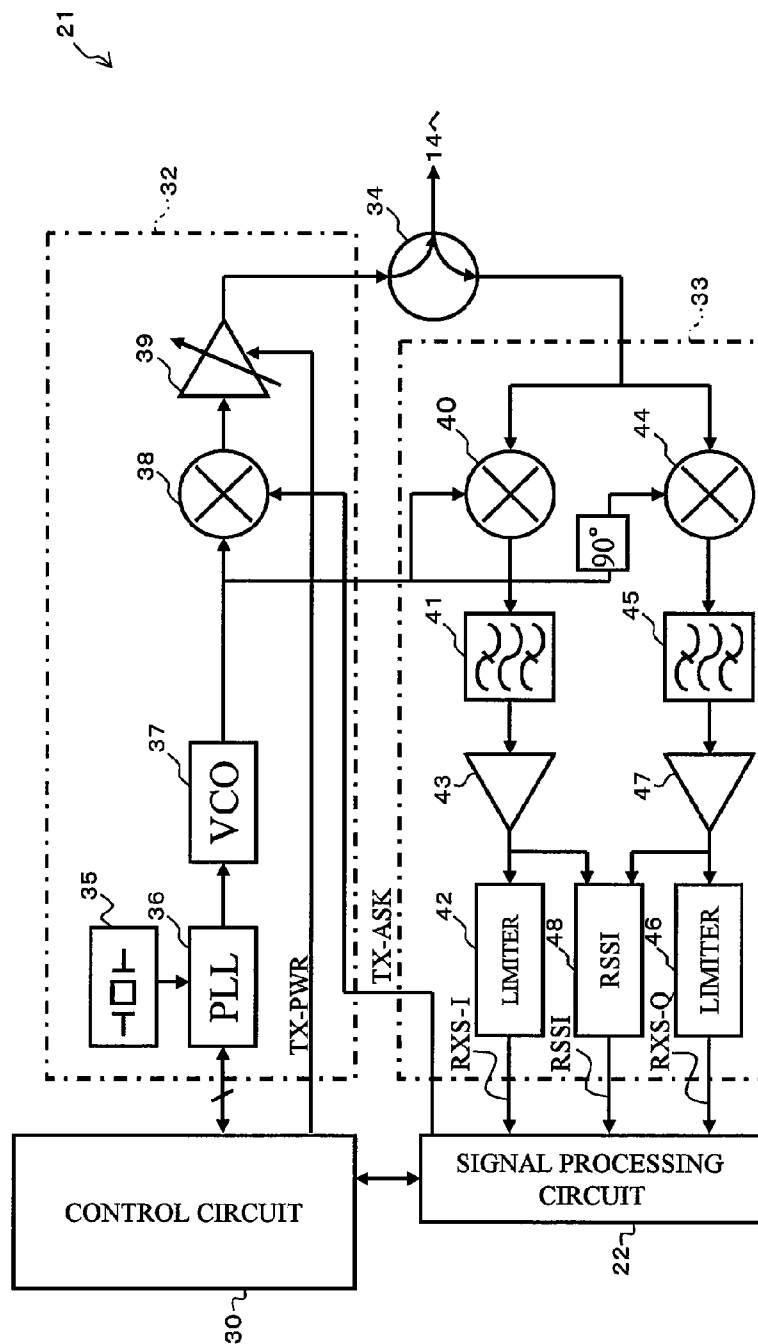 21
32
34
14
39
38
33
40
44
90°
41
45
37
VCO
43
47
35
36
PLL
TX-PWR
TX-ASK
42
LIMITER
48
RSSI
46
LIMITER
RXS-I
RSSI
RXS-Q
CONTROL CIRCUIT
30
SIGNAL PROCESSING
CIRCUIT
22